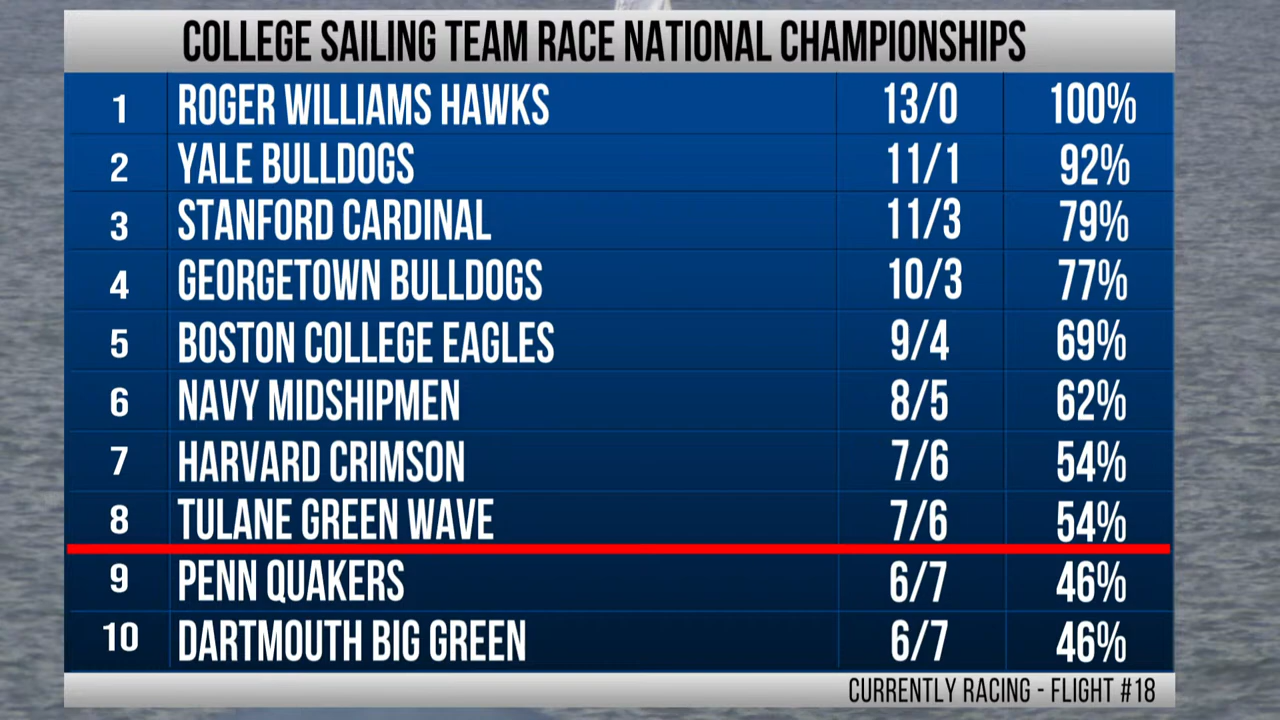 COLLEGE SAILING TEAM RACE NATIONAL CHAMPIONSHIPS
1 ROGER WILLIAMS HAWKS 13/0 100%
2 YALE BULLDOGS 11/1 92%
3 STANFORD CARDINAL 11/3 79%
4 GEORGETOWN BULLDOGS 10/3 77%
5 BOSTON COLLEGE EAGLES 9/4 69%
6 NAVY MIDSHIPMEN 8/5 62%
7 HARVARD CRIMSON 7/6 54%
8 TULANE GREEN WAVE 7/6 54%
9 PENN QUAKERS 6/7 46%
10 DARTMOUTH BIG GREEN 6/7 46%
CURRENTLY RACING - FLIGHT #18